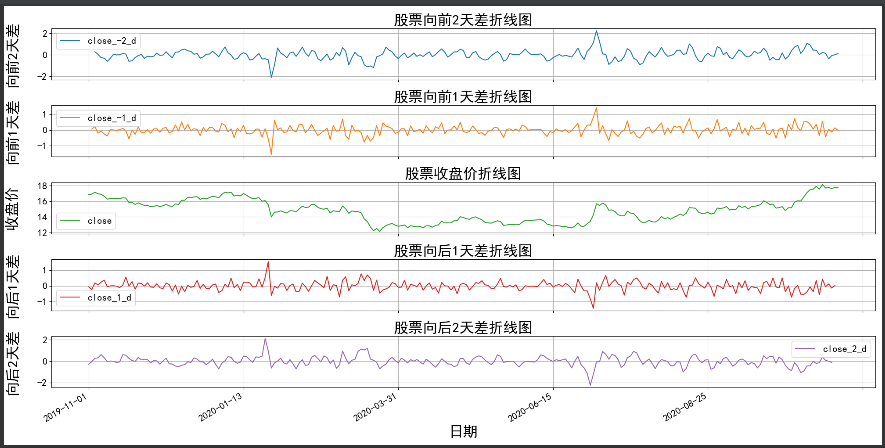 股票向前2天差折线图
向前2天差
2
0
−2
close_-2_d
股票向前1天差折线图
向前1天差
1
0
−1
close_-1_d
股票收盘价折线图
收盘价
18
16
14
12
close
股票向后1天差折线图
向后1天差
1
0
−1
close_1_d
股票向后2天差折线图
向后2天差
2
0
−2
close_2_d
2019-11-01
2020-01-13
2020-03-31
2020-06-15
2020-08-25
日期